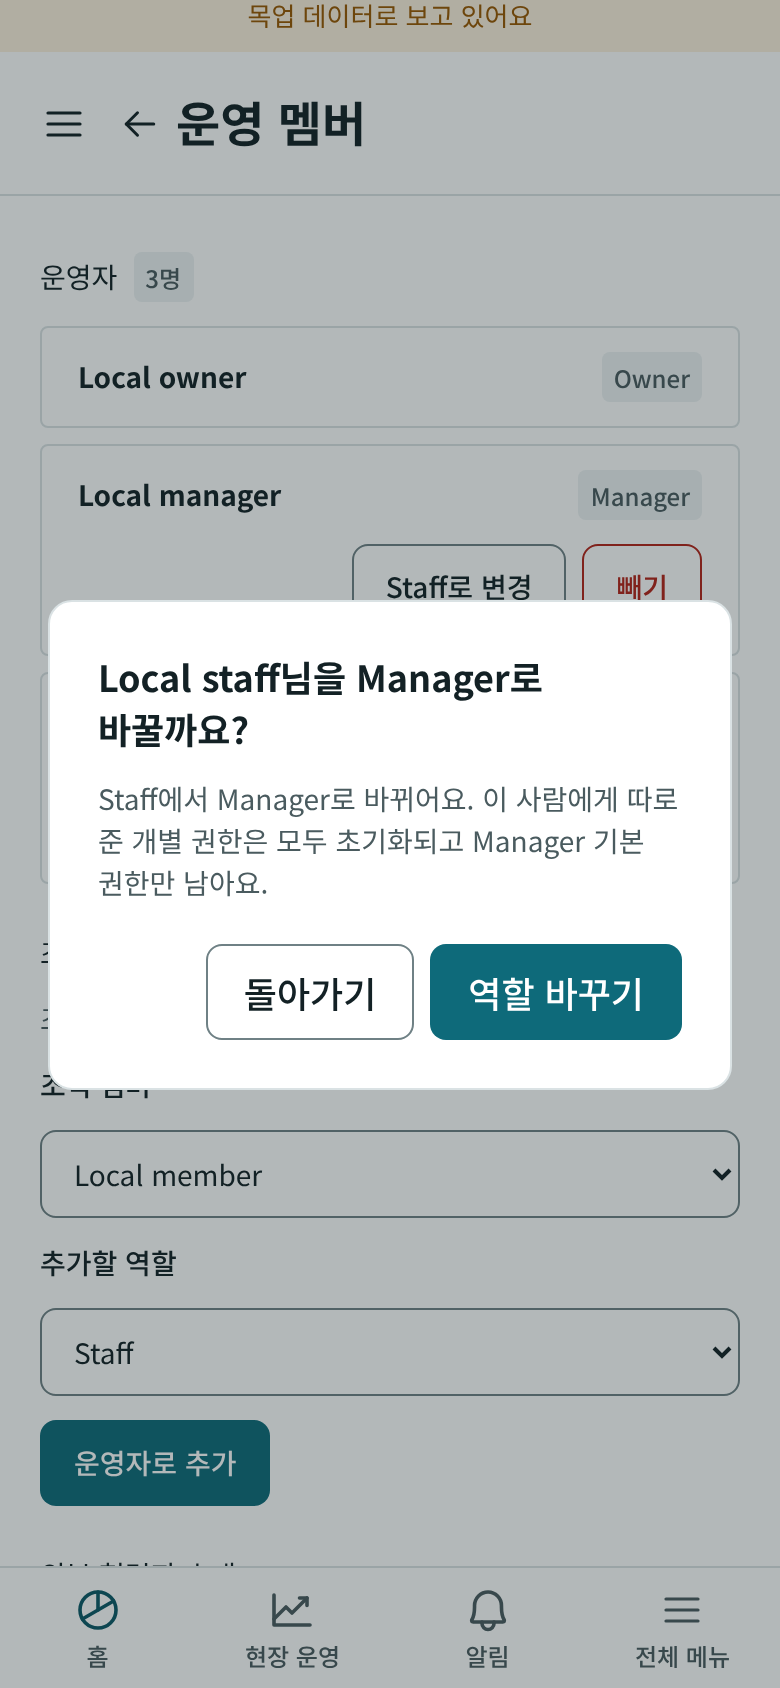 목업 데이터로 보고 있어요
운영 멤버
운영자 3명
Local owner Owner
Local manager Manager
Staff로 변경 빼기
Local staff님을 Manager로
바꿀까요?
Staff에서 Manager로 바뀌어요. 이 사람에게 따로
준 개별 권한은 모두 초기화되고 Manager 기본
권한만 남아요.
돌아가기 역할 바꾸기
Local member
추가할 역할
Staff
운영자로 추가
홈 현장 운영 알림 전체 메뉴